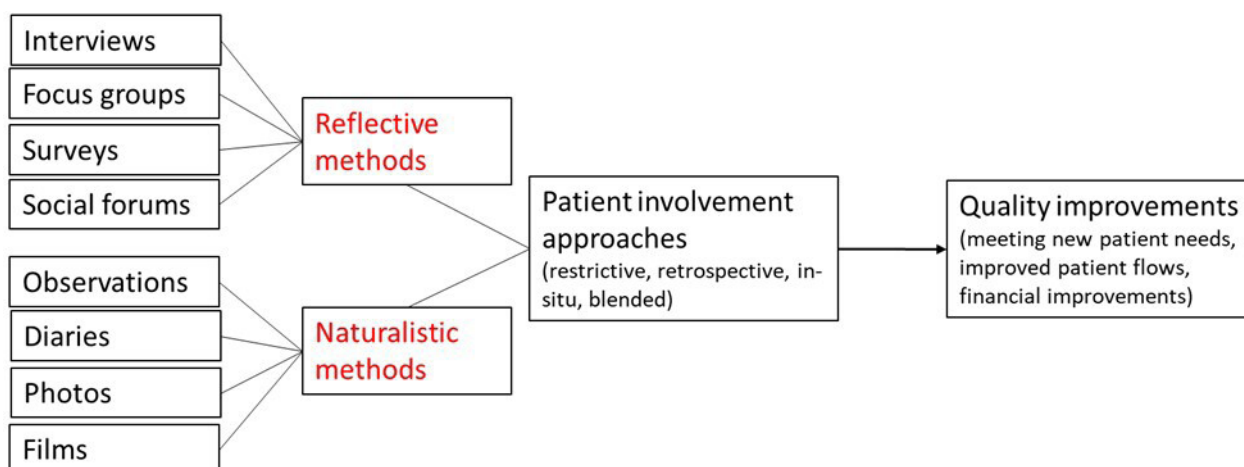 Interviews
Focus groups
Surveys
Social forums
Observations
Diaries
Photos
Films
Reflective
methods
Naturalistic
methods
Patient involvement
approaches
(restrictive, retrospective, in-
situ, blended)
Quality improvements
(meeting new patient needs,
improved patient flows,
financial improvements)